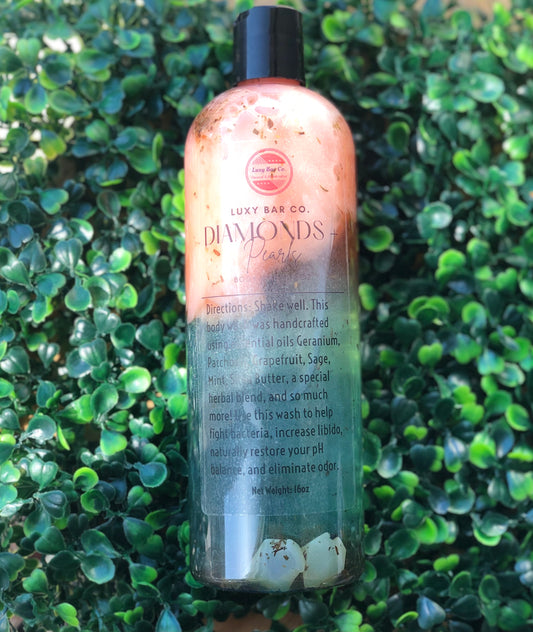 Luxy Bar Co.
LUXY BAR CO.
DIAMONDS +
Pearls
Directions: Shake well. This
body was handcrafted
using essential oils Geranium,
Patchouli, Grapefruit, Sage,
Mint, Butter, a special
herbal blend, and so much
more! Use this wash to help
fight bacteria, increase libido,
naturally restore your pH
balance, and eliminate odor.
Net Weight: 16oz